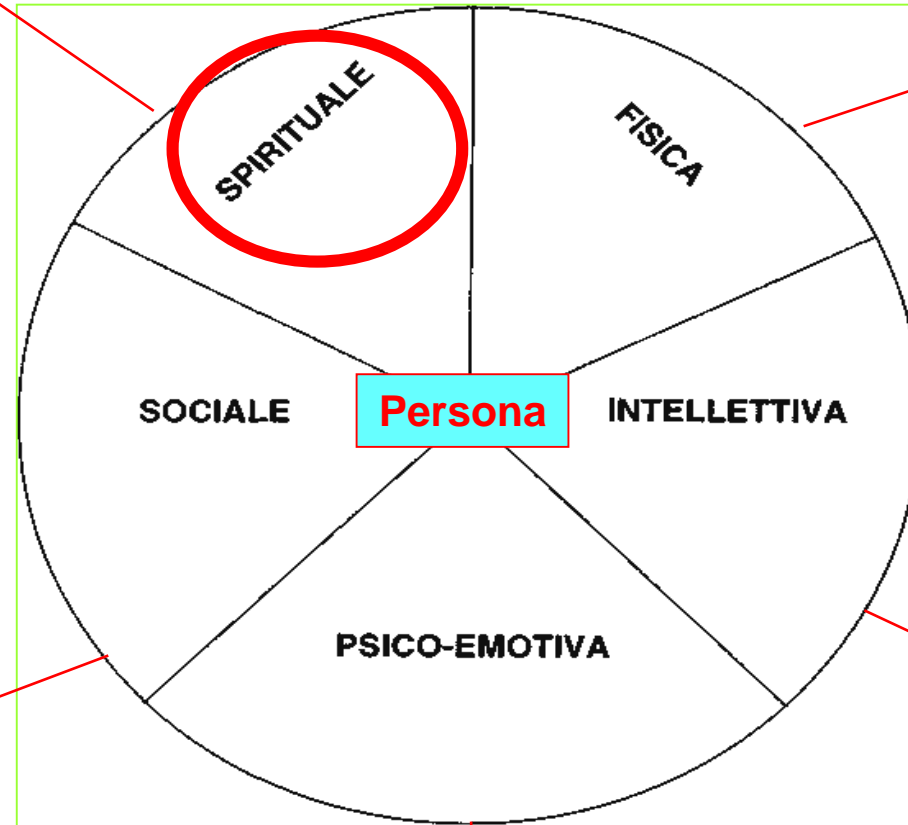 SPIRITUALE
FISICA
SOCIALE
Persona
INTELLETTIVA
PSICO-EMOTIVA